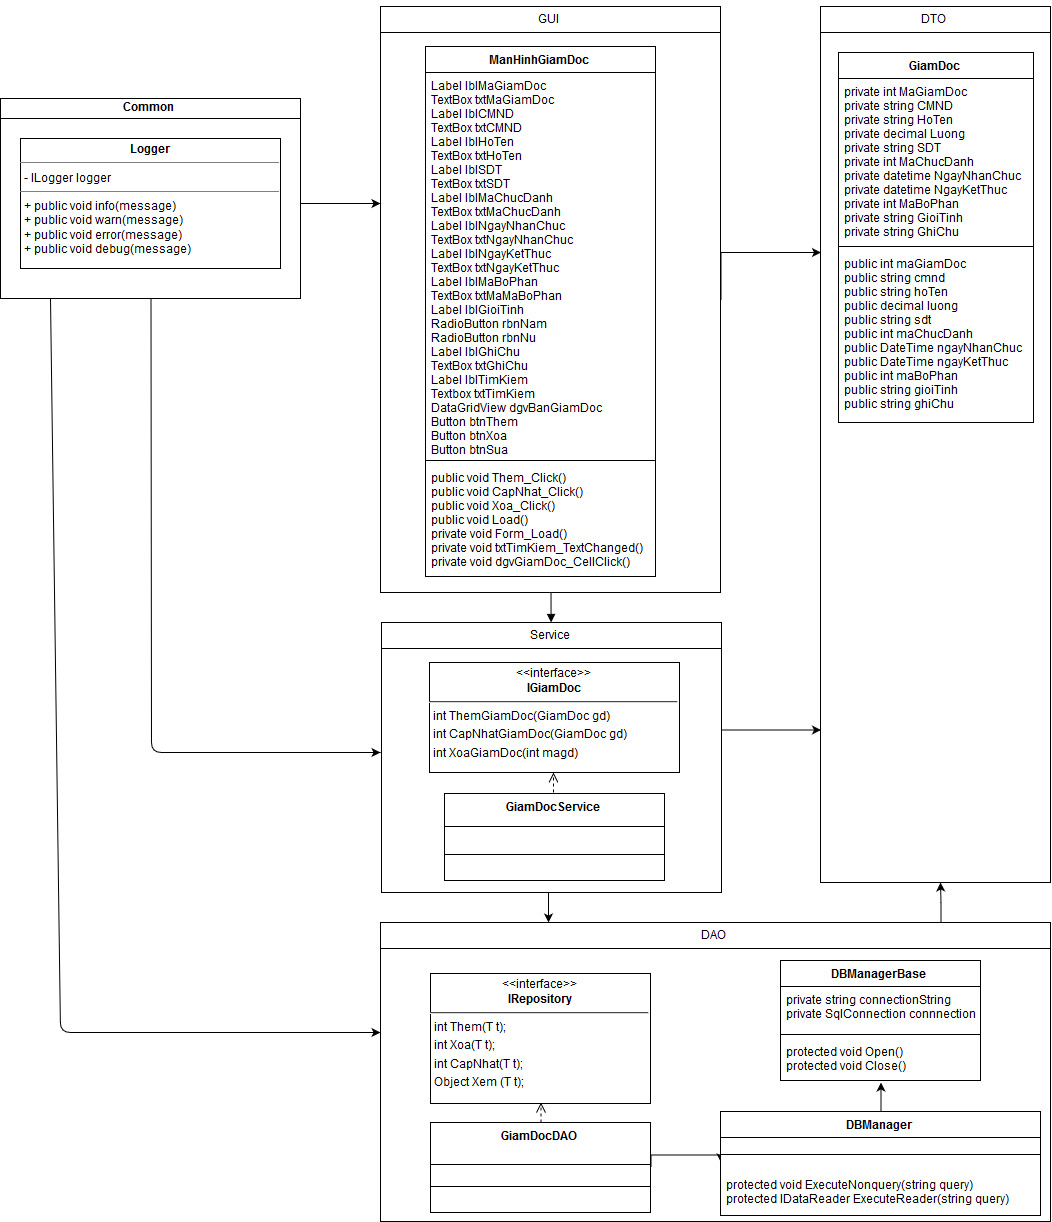 Common
Logger
- ILogger logger
+ public void info(message)
+ public void warn(message)
+ public void error(message)
+ public void debug(message)
GUI
ManHinhGiamDoc
Label lblMaGiamDoc
TextBox txtMaGiamDoc
Label lblCMND
TextBox txtCMND
Label lblHoTen
TextBox txtHoTen
Label lblSDT
TextBox txtSDT
Label lblMaChucDanh
TextBox txtMaChucDanh
Label lblNgayNhanChuc
TextBox txtNgayNhanChuc
Label lblNgayKetThuc
TextBox txtNgayKetThuc
Label lblMaBoPhan
TextBox txtMaMaBoPhan
Label lblGioiTinh
RadioButton rbnNam
RadioButton rbnNu
Label lblGhiChu
TextBox txtGhiChu
Label lblTimKiem
Textbox txtTimKiem
DataGridView dgvBanGiamDoc
Button btnThem
Button btnXoa
Button btnSua
public void Them_Click()
public void CapNhat_Click()
public void Xoa_Click()
public void Load()
private void Form_Load()
private void txtTimKiem_TextChanged()
private void dgvGiamDoc_CellClick()
DTO
GiamDoc
private int MaGiamDoc
private string CMND
private string HoTen
private decimal Luong
private string SDT
private int MaChucDanh
private datetime NgayNhanChuc
private datetime NgayKetThuc
private int MaBoPhan
private string GioiTinh
private string GhiChu
public int maGiamDoc
public string cmnd
public string hoTen
public decimal luong
public string sdt
public int maChucDanh
public DateTime ngayNhanChuc
public DateTime ngayKetThuc
public int maBoPhan
public string gioiTinh
public string ghiChu
Service
<<interface>>
IGiamDoc
int ThemGiamDoc(GiamDoc gd)
int CapNhatGiamDoc(GiamDoc gd)
int XoaGiamDoc(int magd)
GiamDocService
DAO
<<interface>>
IRepository
int Them(T t);
int Xoa(T t);
int CapNhat(T t);
Object Xem (T t);
GiamDocDAO
DBManagerBase
private string connectionString
private SqlConnection connnection
protected void Open()
protected void Close()
DBManager
protected void ExecuteNonquery(string query)
protected IDataReader ExecuteReader(string query)